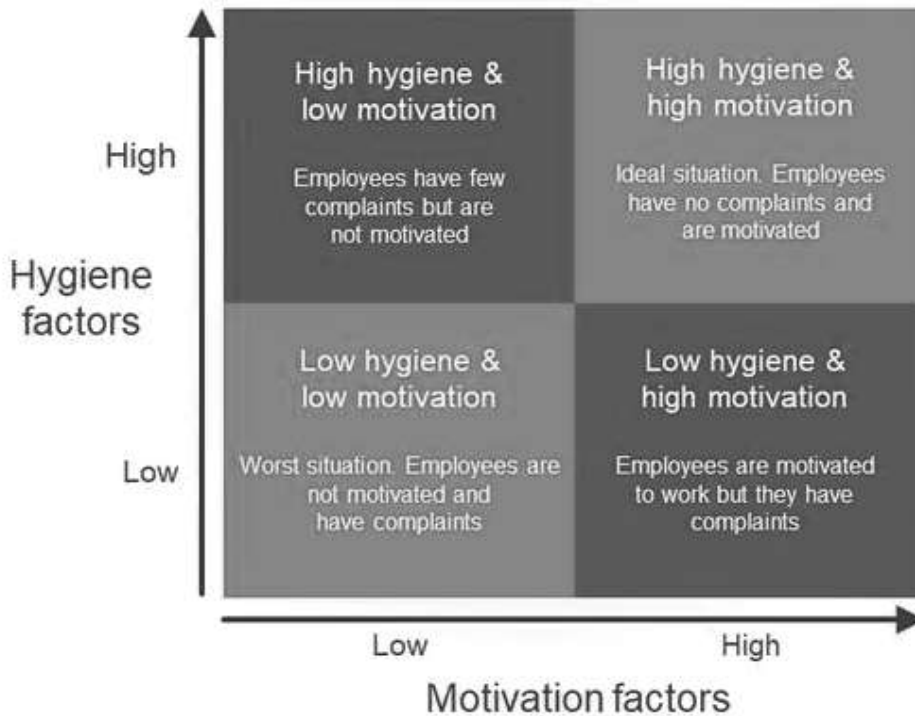 High hygiene &
low motivation
Employees have few
complaints but are
not motivated
High hygiene &
high motivation
Ideal situation. Employees
have no complaints and
are motivated
High
Hygiene
factors
Low hygiene &
low motivation
Worst situation. Employees are
not motivated and
have complaints
Low hygiene &
high motivation
Employees are motivated
to work but they have
complaints
Low
Low
High
Motivation factors